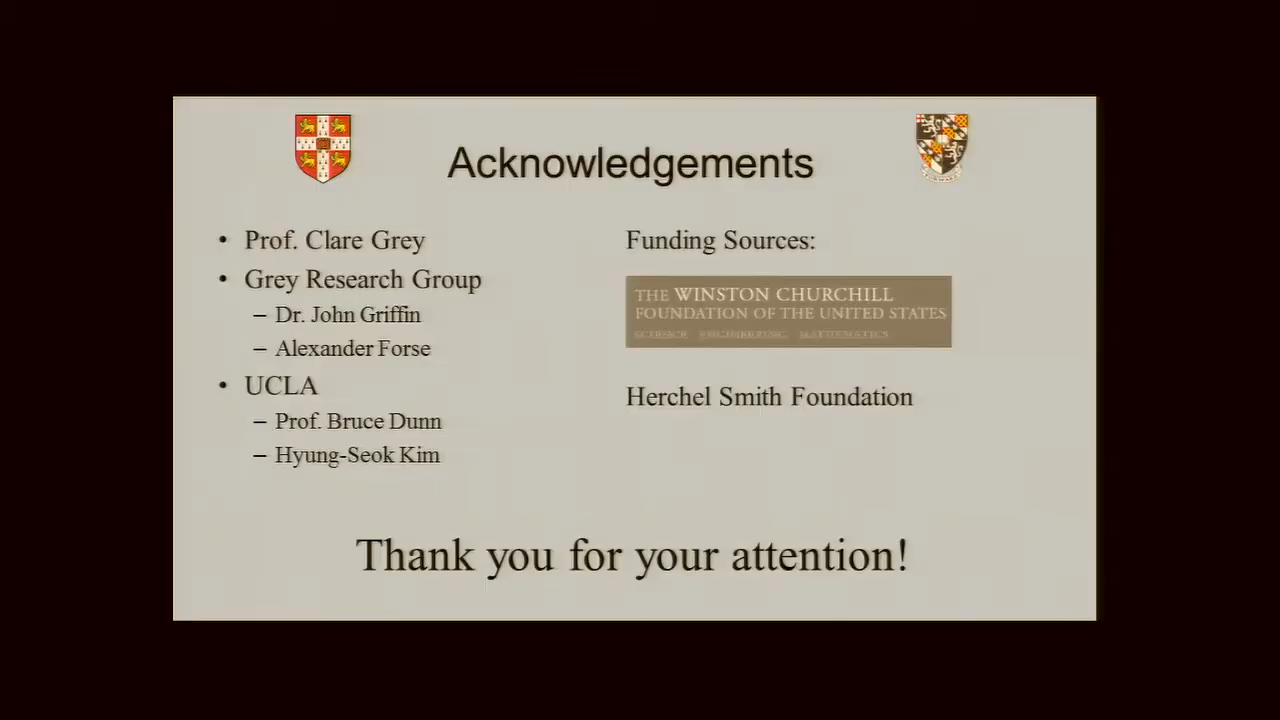 Acknowledgements
• Prof. Clare Grey
• Grey Research Group
– Dr. John Griffin
– Alexander Forse
• UCLA
– Prof. Bruce Dunn
– Hyung-Seok Kim
Funding Sources:
THE WINSTON CHURCHILL
FOUNDATION OF THE UNITED STATES
SCIENCE ENGINEERING MATHEMATICS
Herchel Smith Foundation
Thank you for your attention!